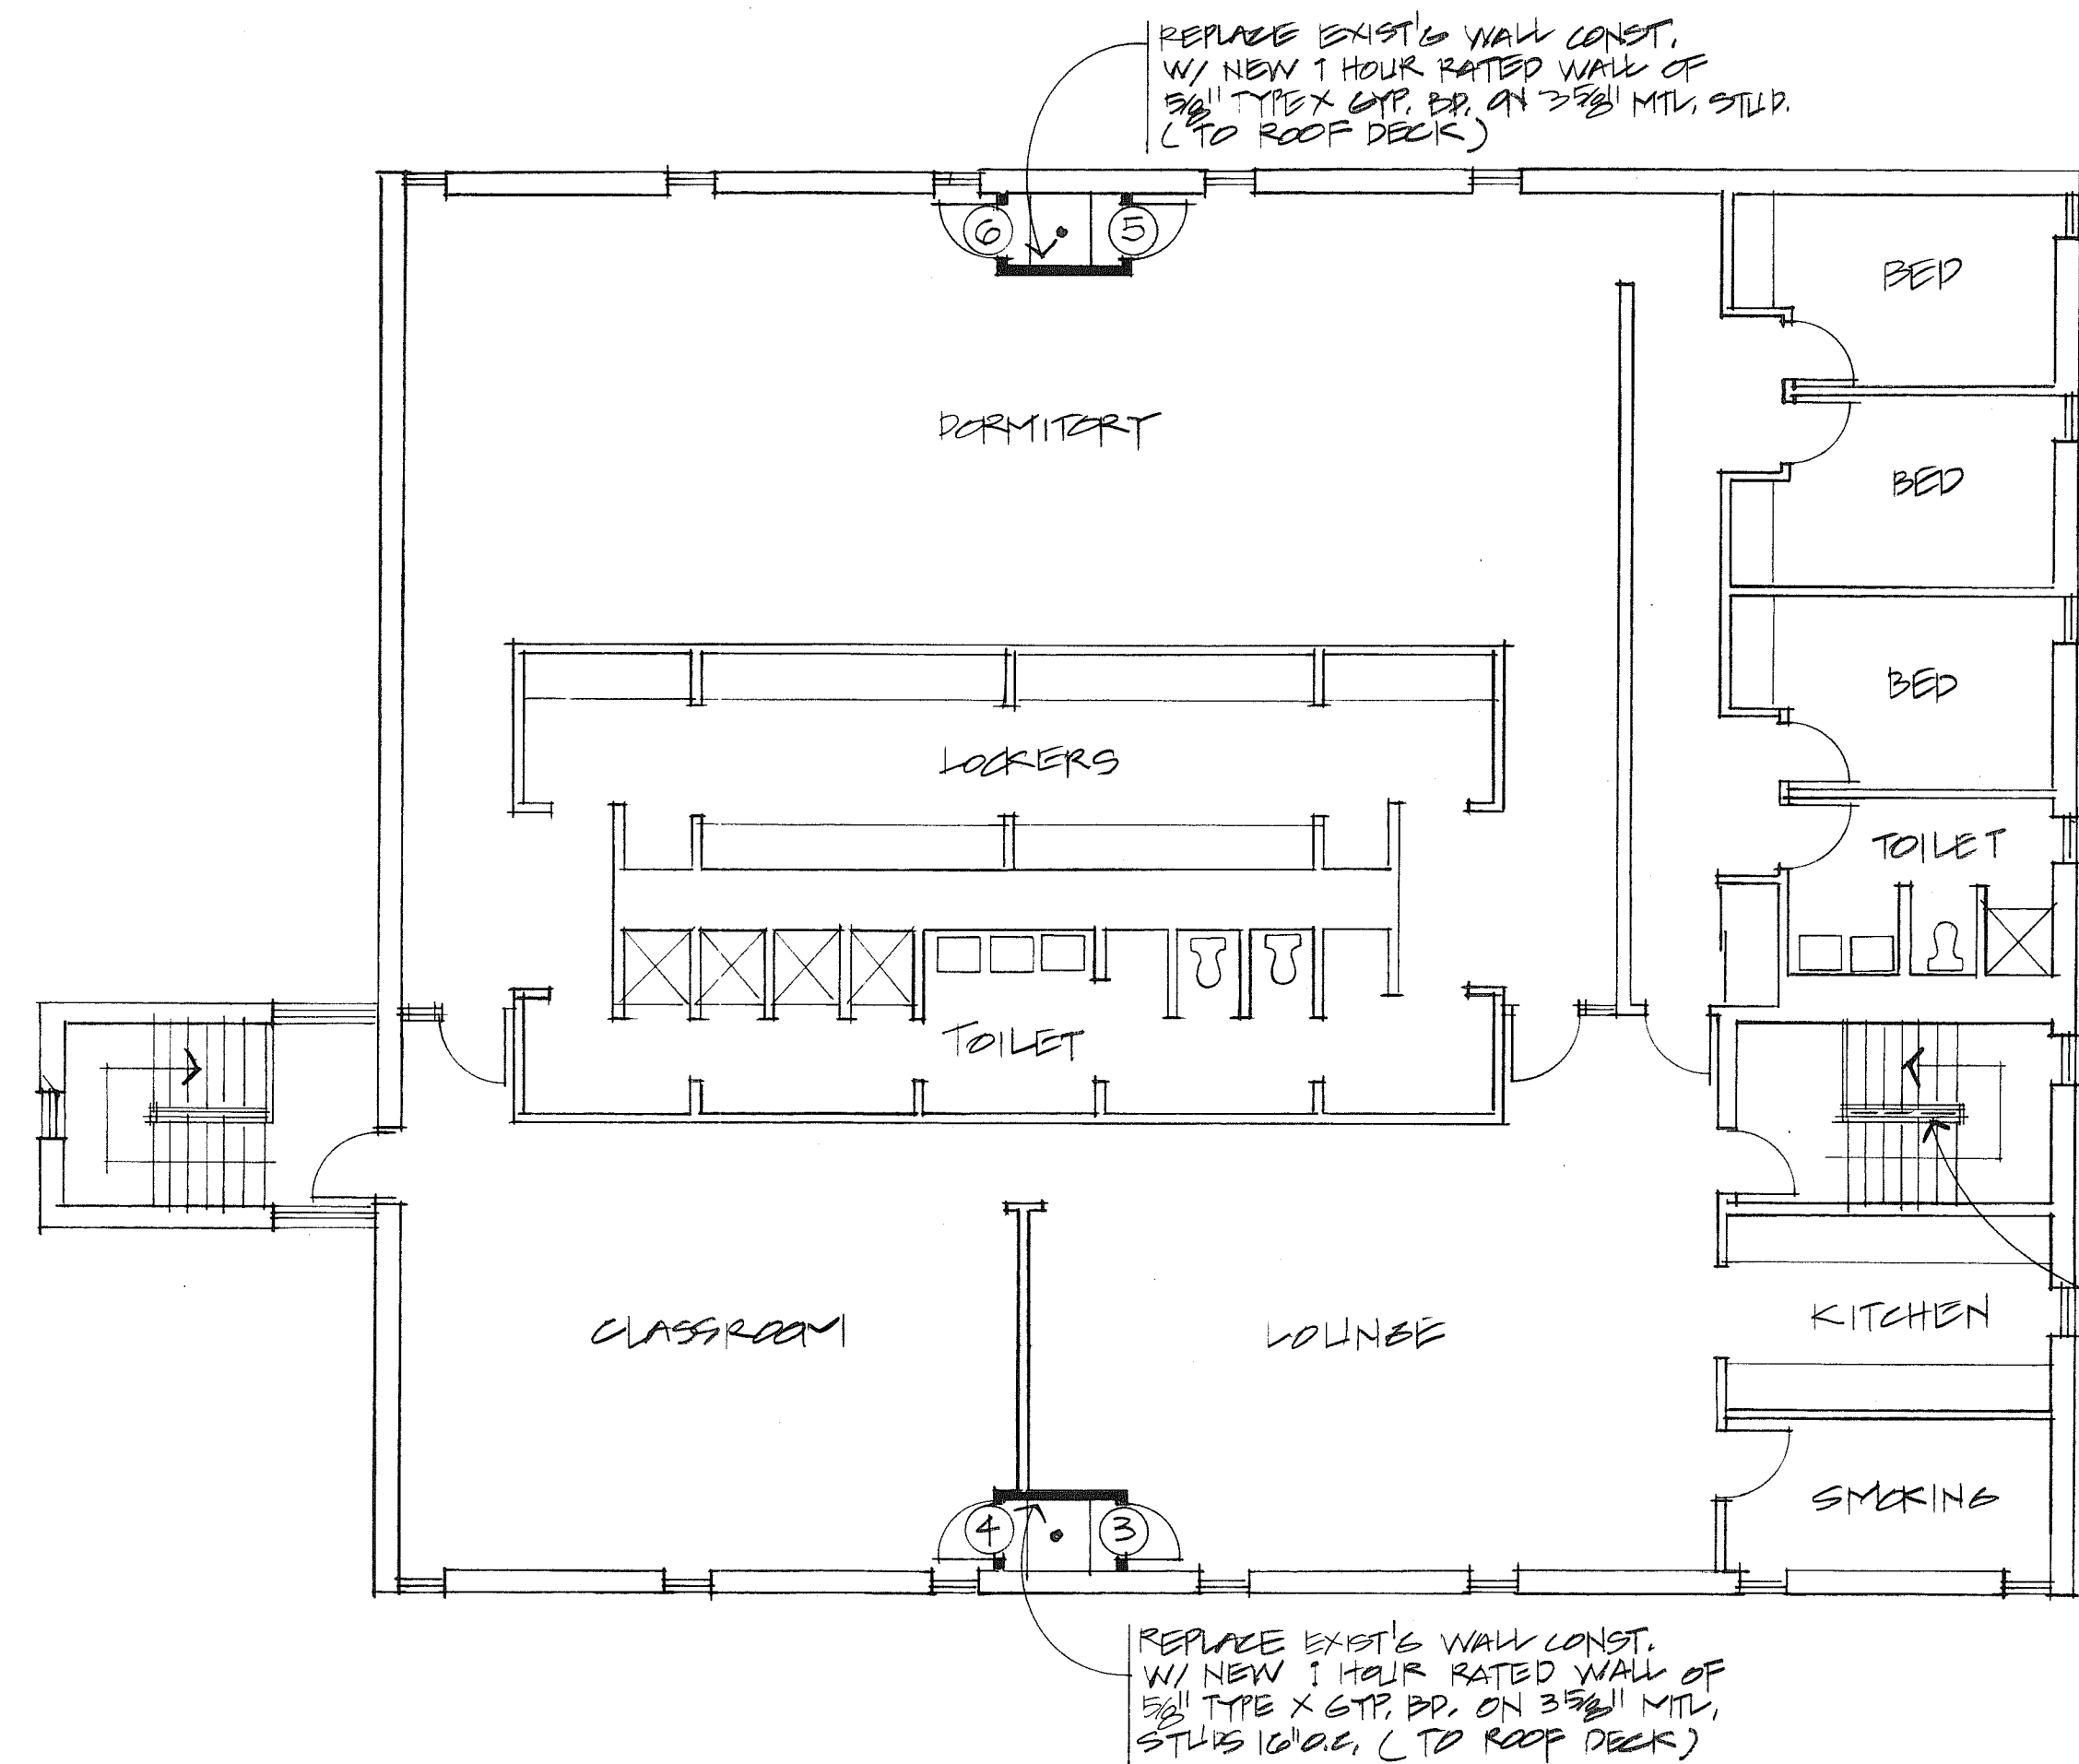 REPLACE EXIST'G WALL CONST.
W/ NEW 1 HOUR RATED WALL OF
5/8" TYPE X GYP. BD. ON 3 5/8" MTL. STUD.
(TO ROOF DECK)
6
5
BED
DORMITORY
BED
BED
LOCKERS
TOILET
TOILET
CLASSROOM
LOUNGE
KITCHEN
4
3
SMOKING
REPLACE EXIST'G WALL CONST.
W/ NEW 1 HOUR RATED WALL OF
5/8" TYPE X GYP. BD. ON 3 5/8" MTL.
STUDS 16" O.C. (TO ROOF DECK)